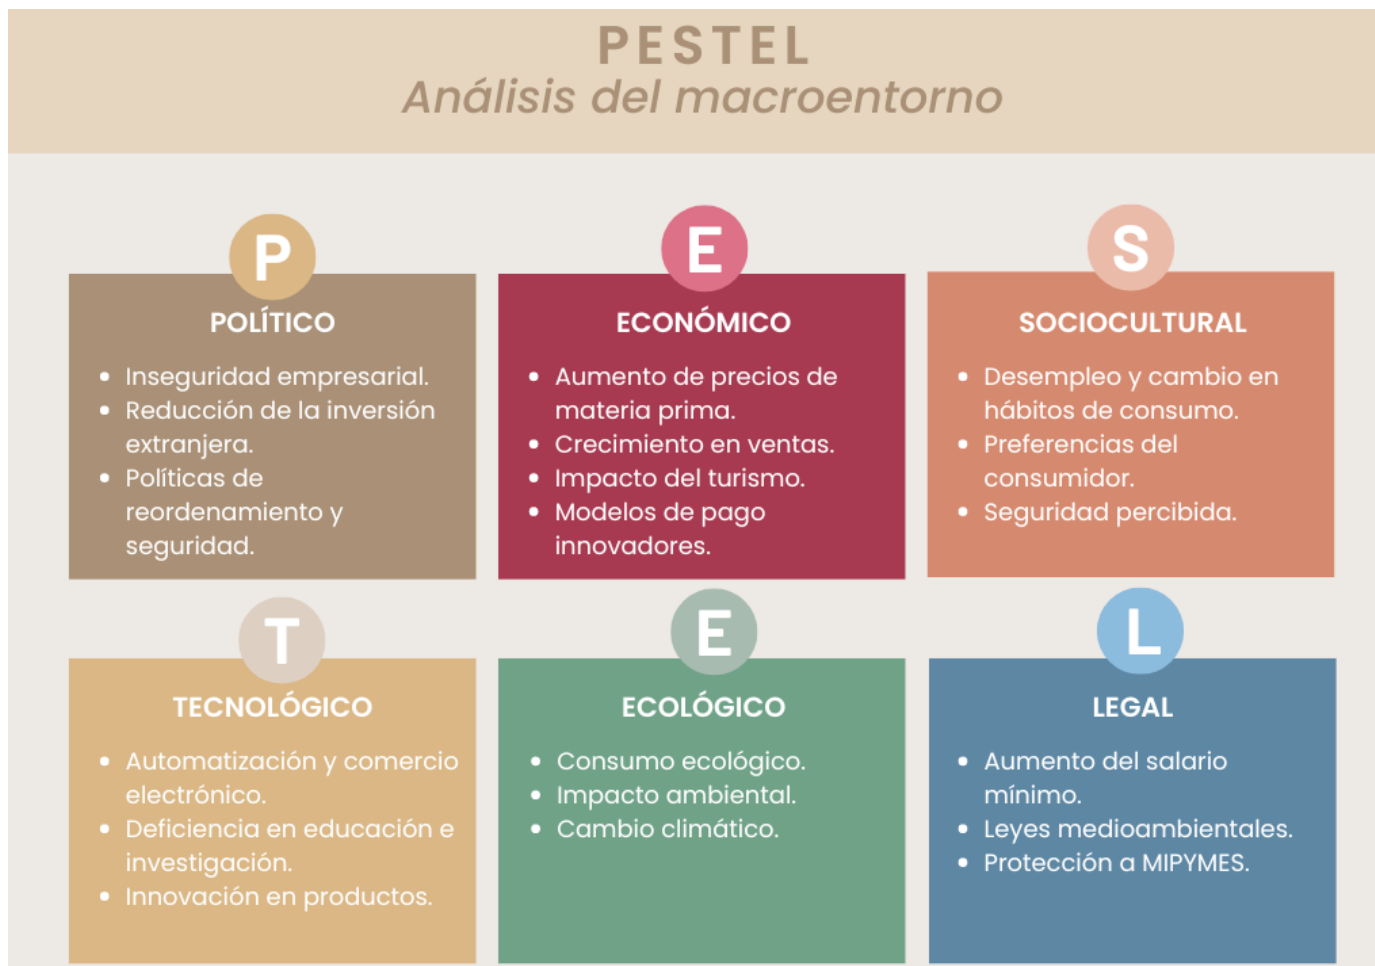 PESTEL
Análisis del macroentorno
P
POLÍTICO
• Inseguridad empresarial.
• Reducción de la inversión
extranjera.
• Políticas de
reordenamiento y
seguridad.
E
ECONÓMICO
• Aumento de precios de
materia prima.
• Crecimiento en ventas.
• Impacto del turismo.
• Modelos de pago
innovadores.
S
SOCIOCULTURAL
• Desempleo y cambio en
hábitos de consumo.
• Preferencias del
consumidor.
• Seguridad percibida.
T
TECNOLÓGICO
• Automatización y comercio
electrónico.
• Deficiencia en educación e
investigación.
• Innovación en productos.
E
ECOLÓGICO
• Consumo ecológico.
• Impacto ambiental.
• Cambio climático.
L
LEGAL
• Aumento del salario
mínimo.
• Leyes medioambientales.
• Protección a MIPYMES.